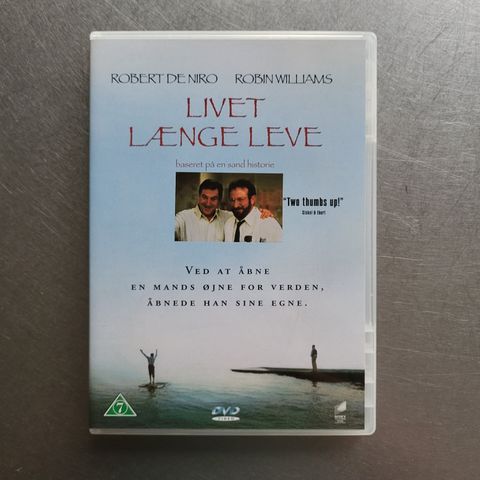 ROBERT DE NIRO ROBIN WILLIAMS
LIVET
LÆNGE LEVE
baseret på en sand historie
"Two thumbs up!"
Siskel & Ebert
VED AT ÅBNE
EN MANDS ØJNE FOR VERDEN,
ÅBNEDE HAN SINE EGNE.
7
DVD
VIDEO